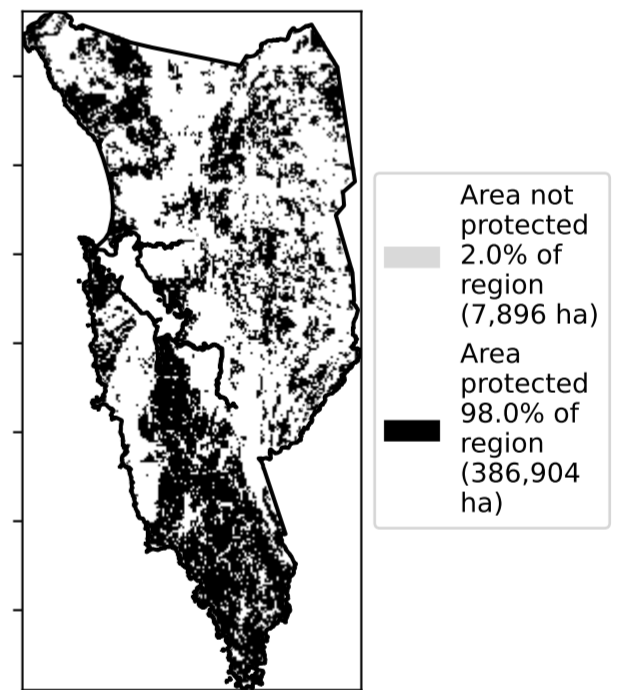 Area not
protected
2.0% of
region
(7,896 ha)
Area
protected
98.0% of
region
(386,904
ha)